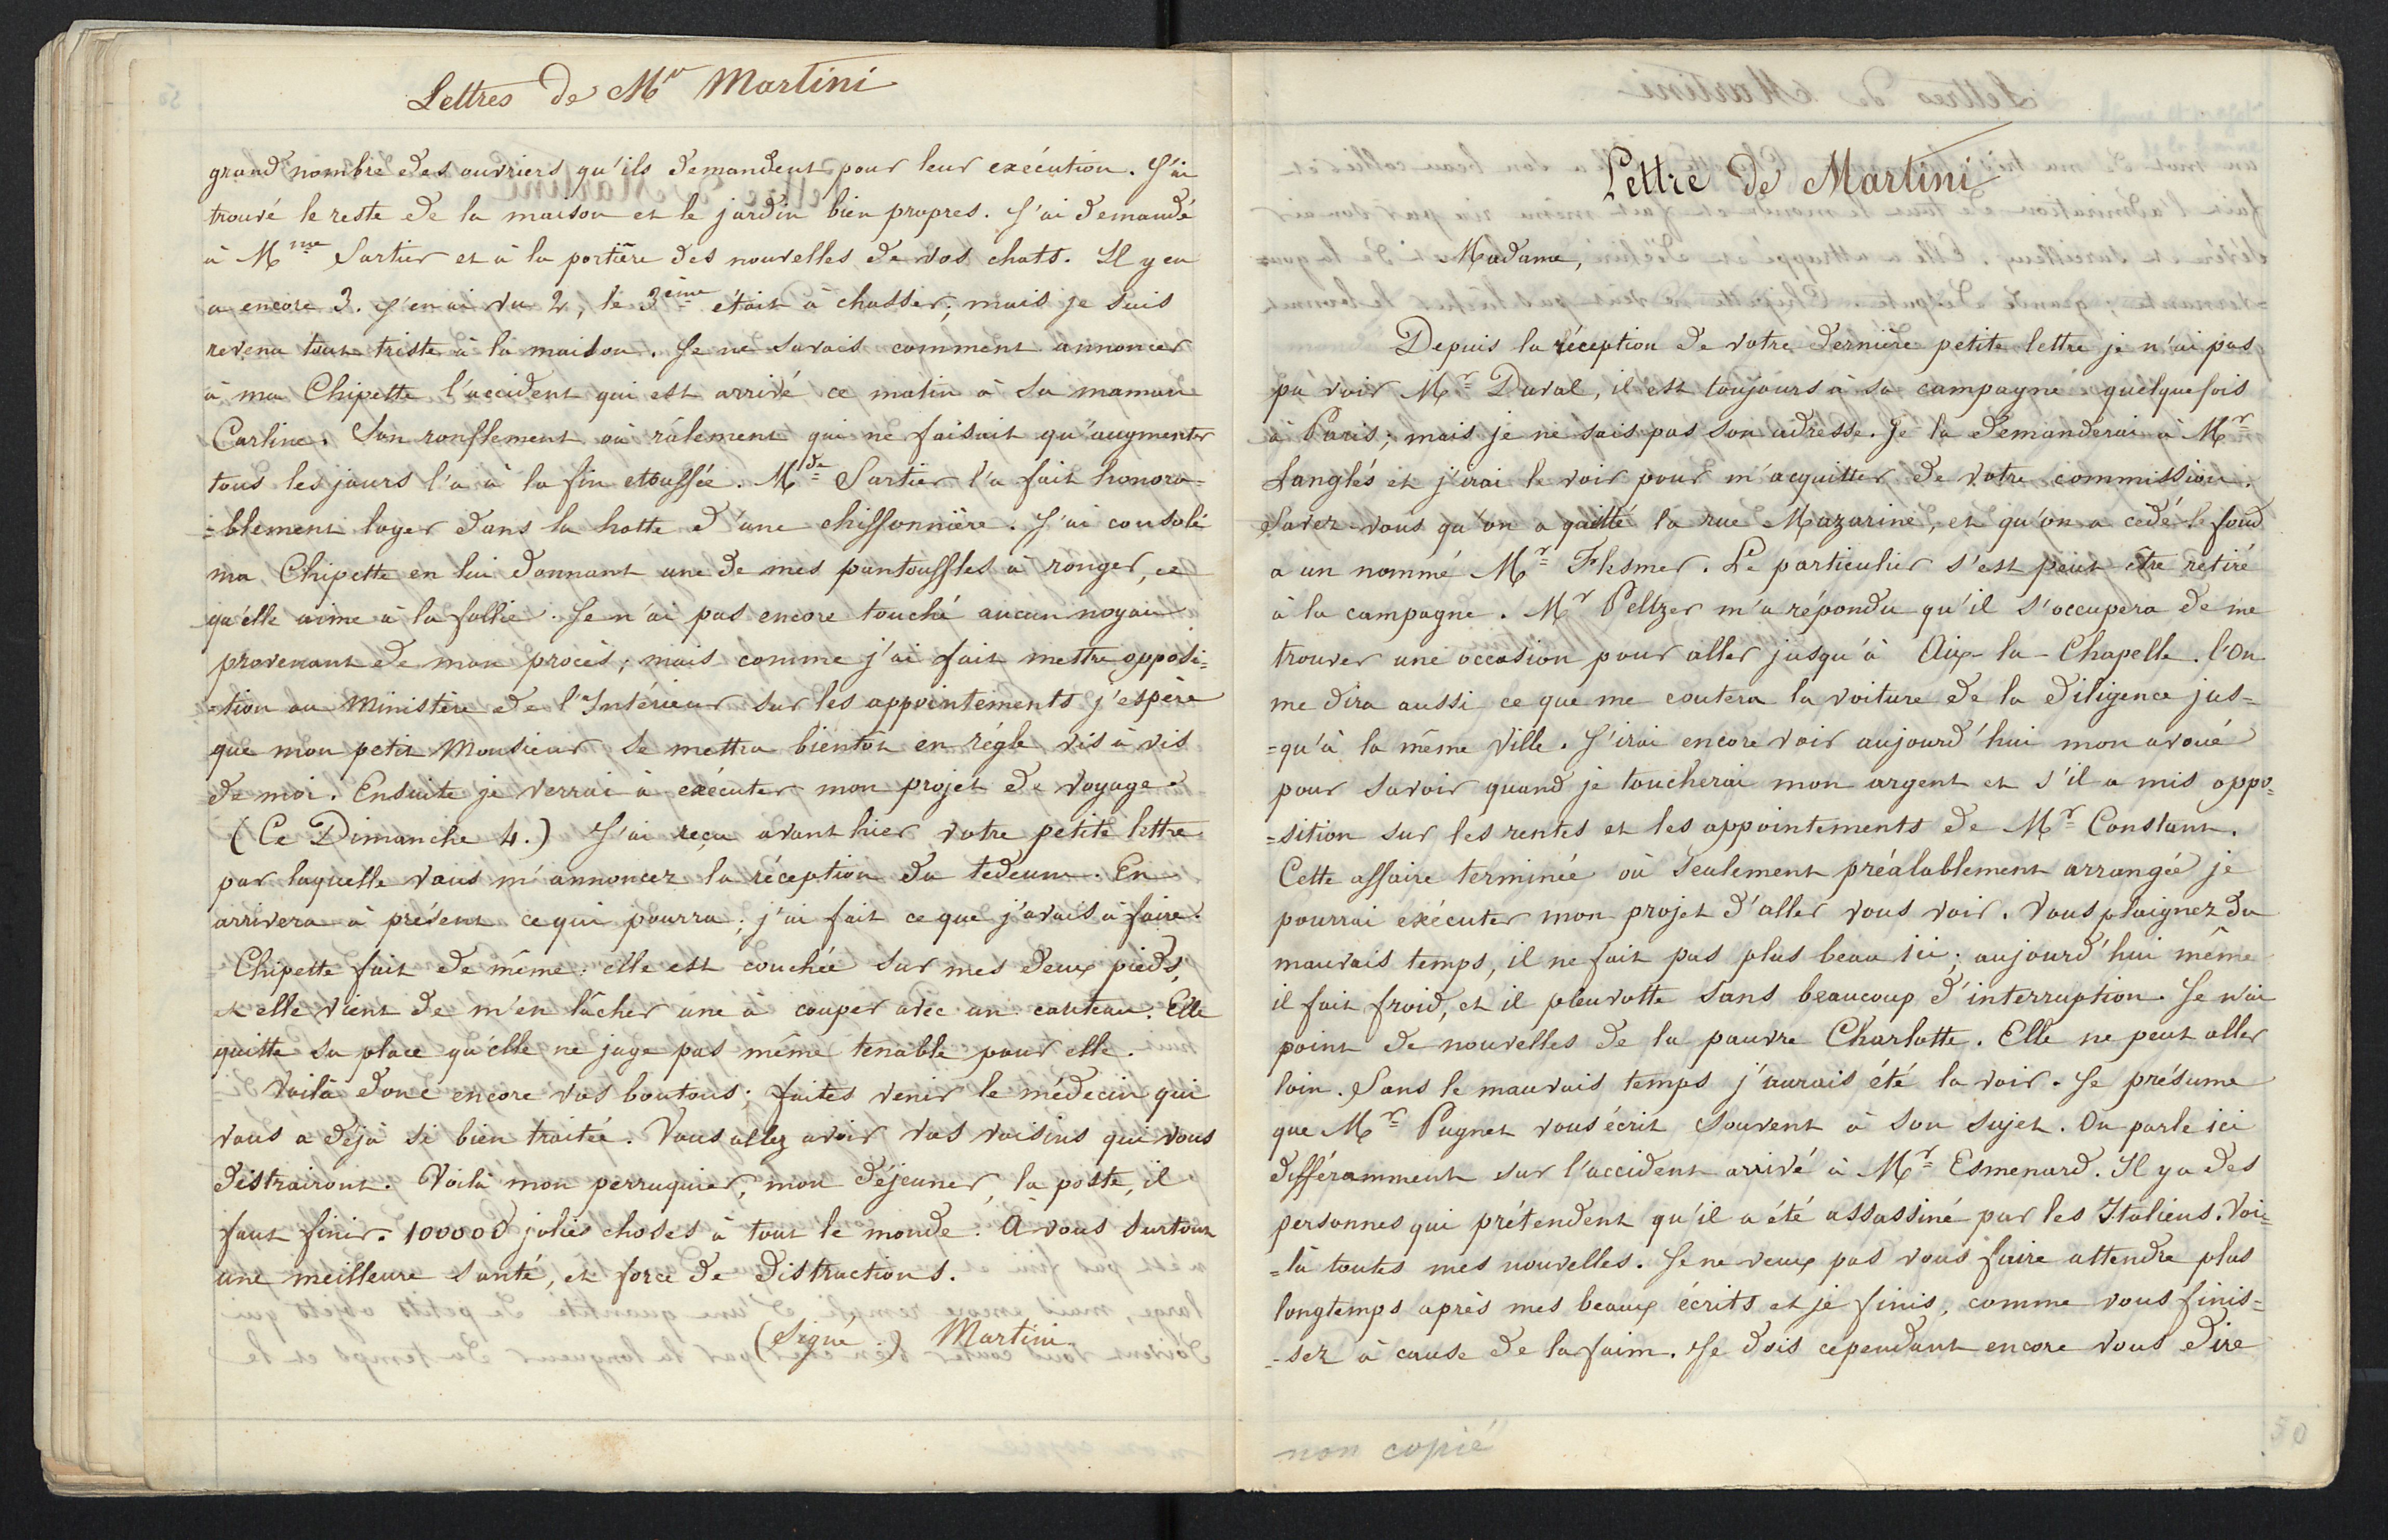 Lettres de Mr Martini
grand nombre des ouvriers qu'ils demandent pour leur exécution. J'ai
trouvé le reste de la maison et le jardin bien propres. J'ai demandé
à Mme Sartier et à la portière des nouvelles de vos chats. Il y en
a encore 3. J'en ai vu 2, le 3ème était à chasser; mais je suis
revenu tout triste à la maison. Je ne savais comment annoncer
à ma Chipette l'accident qui est arrivé ce matin à sa maman
Carline. Son ronflement où râlement qui ne faisait qu'augmenter
tous les jours l'a à la fin etouffée. Mde Sartier l'a fait honora=
=blement loger dans la hotte d'une chiffonnière. J'ai consolé
ma Chipette en lui donnant une de mes pantouffles à ronger, ce
qu'elle aime à la follie. Je n'ai pas encore touché aucun noyau
provenant de mon procès; mais comme j'ai fait mettre opposi=
=tion au Ministère de l'Intérieur sur les appointements j'espère
que mon petit Monsieur se mettra bientôt en régle vis à vis
de moi. Ensuite je verrai à exécuter mon projet de voyage.
(Ce Dimanche 4.) J'ai reçu avant hier votre petite lettre
par laquelle vous m'annoncez la réception du tedeum. En
arrivera à présent ce qui pourra; j'ai fait ce que j'avais à faire.
Chipette fait de même: elle est couchée sur mes deux pieds,
et elle vient de m'en lâcher une à couper avec un couteau. Elle
quitte sa place qu'elle ne juge pas même tenable pour elle.
Voilà donc encore vos boutons; faites venir le médecin qui
vous a déjà si bien traitée. Vous allez avoir vos voisins qui vous
distrairont. Voilà mon perruquier, mon déjeuner, la poste, il
faut finir. 100000 jolies choses à tout le monde. A vous surtout
une meilleure santé, et force de distractions.
(Signé:) Martini
Lettre de Martini
Madame,
Depuis la réception de votre dernière petite lettre je n'ai pas
pu voir Mr Duval, il est toujours à sa campagne quelquefois
à Paris; mais je ne sais pas son adresse. Je la demanderai à Mr
Langlés et j'irai le voir pour m'acquitter de votre commission.
Savez-vous qu'on a quitté la rue Mazarine, et qu'on a cédé le fond
a un nommé Mr Flesmer. Le particulier s'est peut-être retiré
à la campagne. Mr Peltzer m'a répondu qu'il s'occupera de me
trouver une occasion pour aller jusqu'à Aix-la-Chapelle. l'On
me dira aussi ce que me coutera la voiture de la diligence jus=
=qu'à la même ville. J'irai encore voir aujourd'hui mon avoué
pour savoir quand je toucherai mon argent et s'il a mis oppo=
=sition sur les rentes et les appointements de Mr Constant.
Cette affaire terminée où seulement préalablement arrangée je
pourrai exécuter mon projet d'aller vous voir. Vous plaignez du
mauvais temps, il ne fait pas plus beau ici; aujourd'hui même
il fait froid, et il pleuvotte sans beaucoup d'interruption. Je n'ai
point de nouvelles de la pauvre Charlotte. Elle ne peut aller
loin. Sans le mauvais temps j'aurais été la voir. Je présume
que Mr Pugnet vous écrit souvent à son sujet. On parle ici
différamment sur l'accident arrivé à Mr Esmenard. Il y a des
personnes qui prétendent qu'il a été assassiné par les Italiens. Voi=
=là toutes mes nouvelles. Je ne veux pas vous faire attendre plus
longtemps après mes beaux écrits et je finis, comme vous finis=
=sez à cause de la faim. Je dois cependant encore vous dire
non copié
50